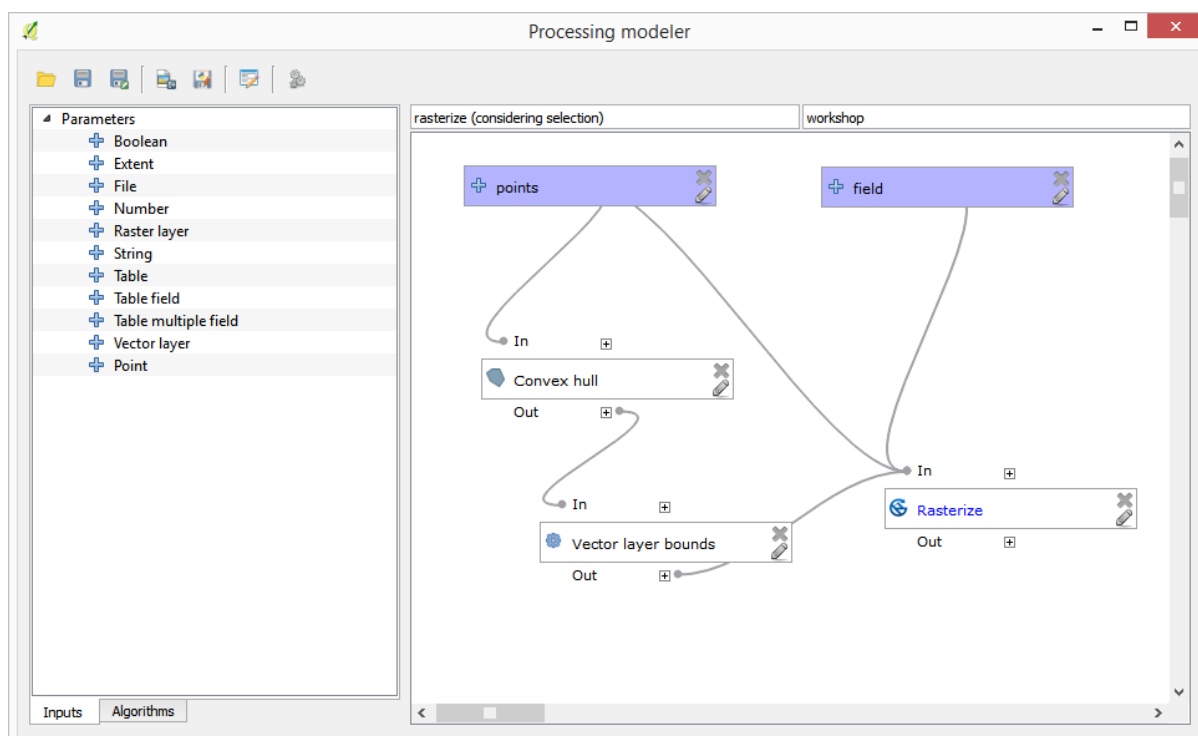 Processing modeler
Parameters
Boolean
Extent
File
Number
Raster layer
String
Table
Table field
Table multiple field
Vector layer
Point
Inputs
Algorithms
rasterize (considering selection)
workshop
points
field
In
Convex hull
Out
In
Rasterize
Out
In
Vector layer bounds
Out